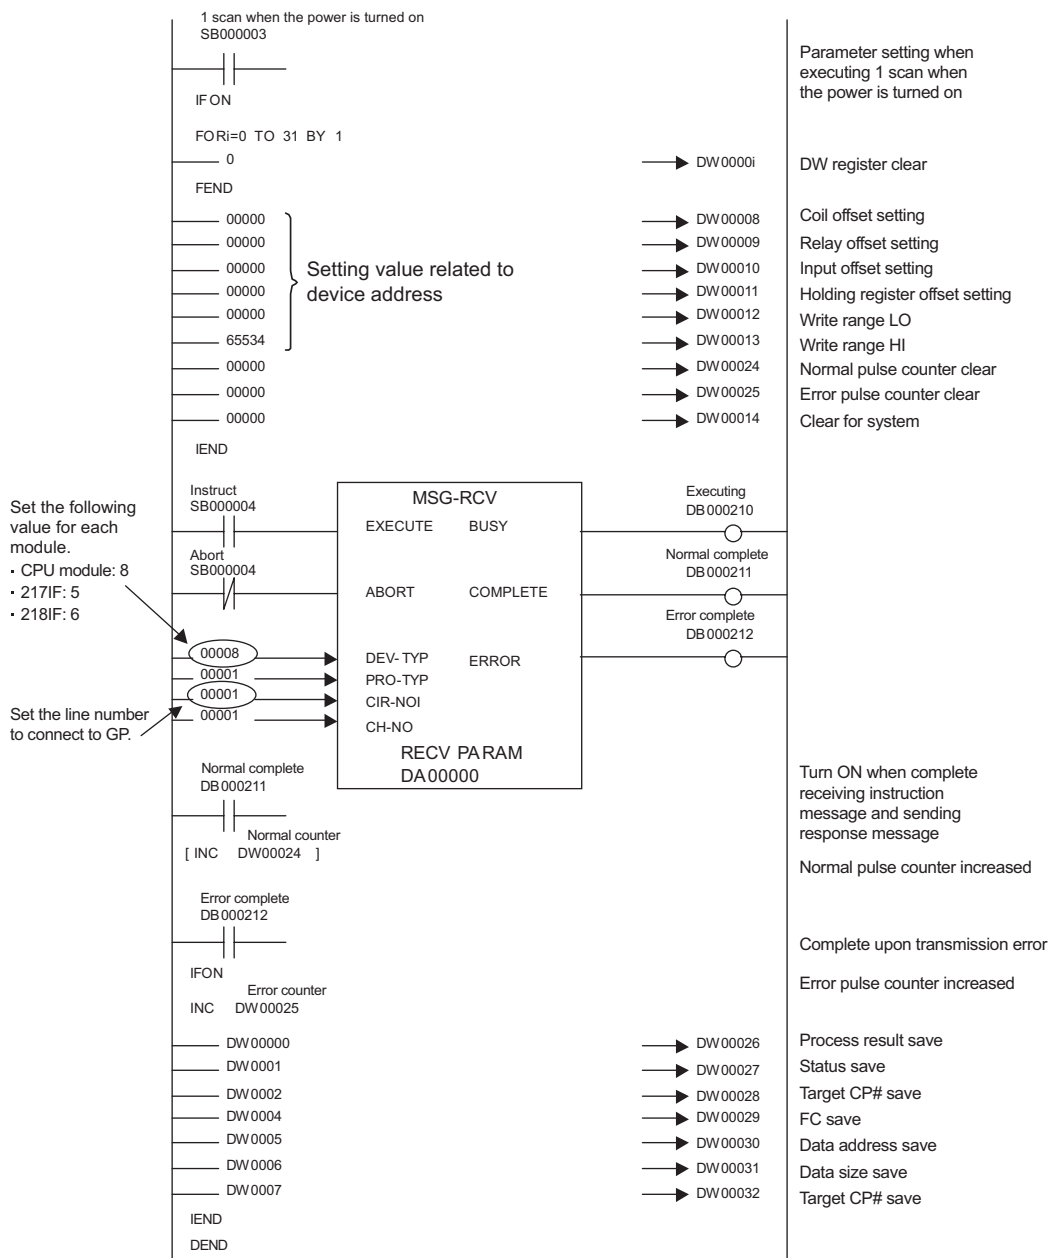 1 scan when the power is turned on
SB000003
Parameter setting when
executing 1 scan when
the power is turned on
IFON
FORi=0 TO 31 BY 1
0 DW0000i DW register clear
FEND
00000 DW00008 Coil offset setting
00000 DW00009 Relay offset setting
00000 DW00010 Input offset setting
Setting value related to
device address
00000 DW00011 Holding register offset setting
00000 DW00012 Write range LO
65534 DW00013 Write range HI
00000 DW00024 Normal pulse counter clear
00000 DW00025 Error pulse counter clear
00000 DW00014 Clear for system
IEND
Set the following
value for each
module.
- CPU module: 8
- 217IF: 5
- 218IF: 6
Instruct
SB000004
MSG-RCV
EXECUTE BUSY
Executing
DB000210
Abort
SB000004
ABORT COMPLETE
Normal complete
DB000211
Error complete
DB000212
00008 DEV-TYP ERROR
00001 PRO-TYP
00001 CIR-NOI
00001 CH-NO
Set the line number
to connect to GP.
RECV PARAM
DA00000
Normal complete
DB000211
Turn ON when complete
receiving instruction
message and sending
response message
Normal counter
[ INC DW00024 ]
Normal pulse counter increased
Error complete
DB000212
Complete upon transmission error
IFON
Error counter
INC DW00025
Error pulse counter increased
DW00000 DW00026 Process result save
DW0001 DW00027 Status save
DW0002 DW00028 Target CP# save
DW0004 DW00029 FC save
DW0005 DW00030 Data address save
DW0006 DW00031 Data size save
DW0007 DW00032 Target CP# save
IEND
DEND